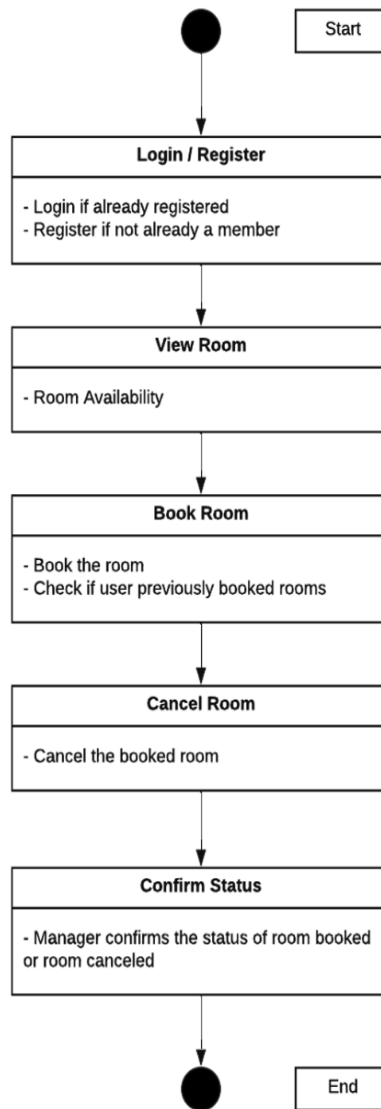 Start
Login / Register
- Login if already registered
- Register if not already a member
View Room
- Room Availability
Book Room
- Book the room
- Check if user previously booked rooms
Cancel Room
- Cancel the booked room
Confirm Status
- Manager confirms the status of room booked
or room canceled
End